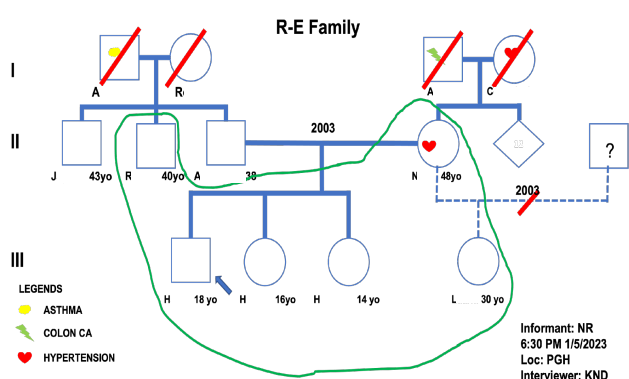 R-E Family
I
A
R
A
C
II
2003
?
J 43yo
R 40yo
A 38
N 48yo
2003
III
H 18 yo
H 16yo
H 14 yo
L 30 yo
LEGENDS
ASTHMA
COLON CA
HYPERTENSION
Informant: NR
6:30 PM 1/5/2023
Loc: PGH
Interviewer: KND